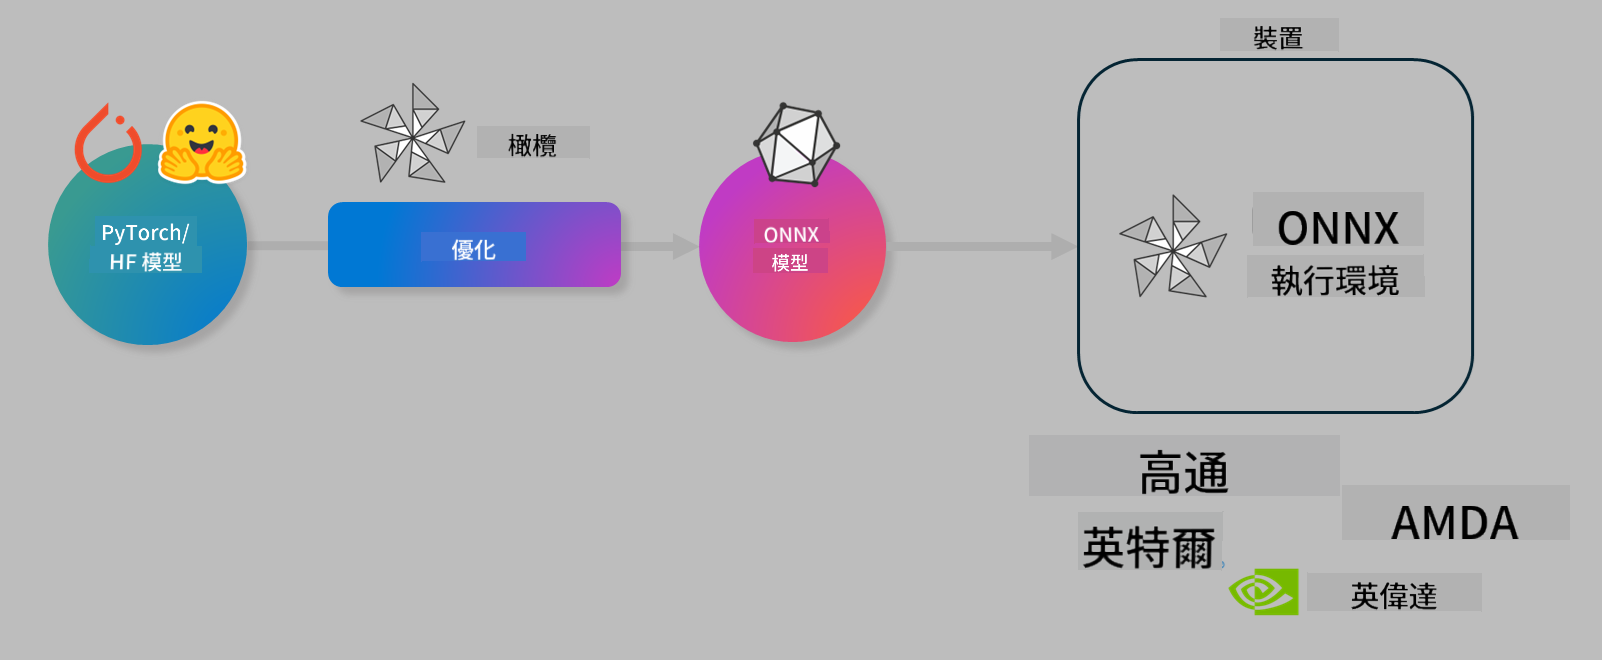 裝置
橄欖
PyTorch/
HF 模型
優化
ONNX
模型
ONNX
執行環境
高通
AMDA
英特爾
英偉達